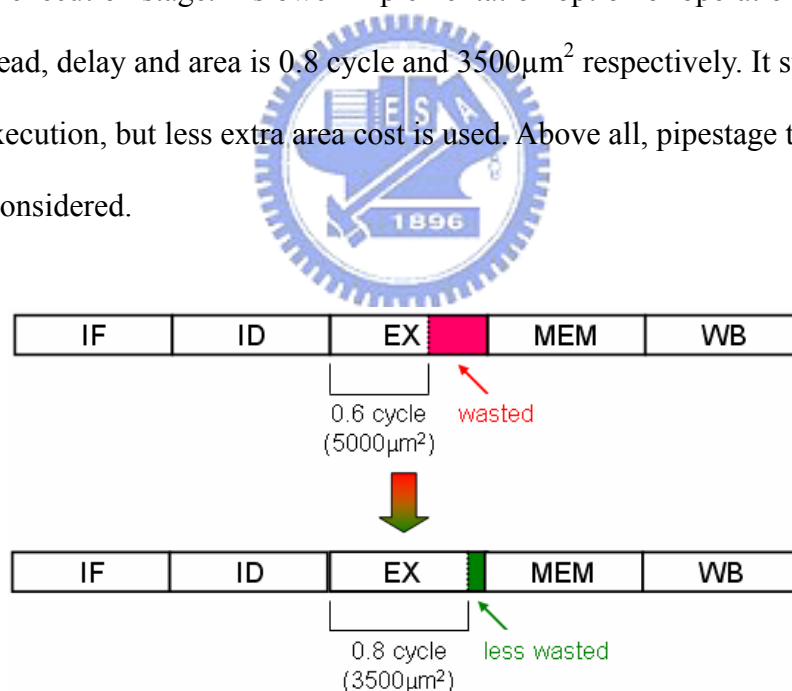 ead, delay and area is 0.8 cycle and 3500μm² respectively. It s
xecution, but less extra area cost is used. Above all, pipestage t
onsidered.
E S A
1896
IF ID EX MEM WB
0.6 cycle wasted
(5000μm²)
IF ID EX MEM WB
0.8 cycle less wasted
(3500μm²)